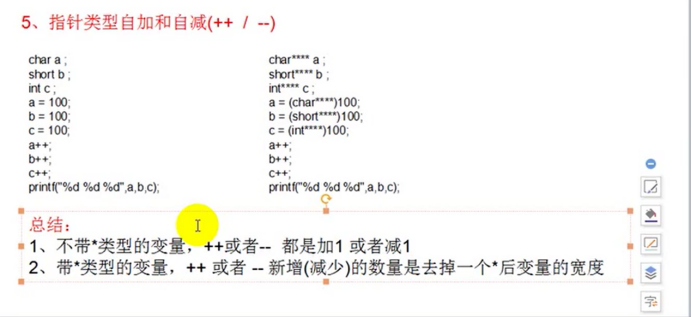 5、指针类型自加和自减(++ / --)
char a ;
short b ;
int c ;
a = 100;
b = 100;
c = 100;
a++;
b++;
c++;
printf("%d %d %d",a,b,c);
char**** a ;
short**** b ;
int**** c ;
a = (char****)100;
b = (short****)100;
c = (int****)100;
a++;
b++;
c++;
printf("%d %d %d",a,b,c);
总结：
1、不带*类型的变量，++或者-- 都是加1 或者减1
2、带*类型的变量，++ 或者 -- 新增(减少)的数量是去掉一个*后变量的宽度
字